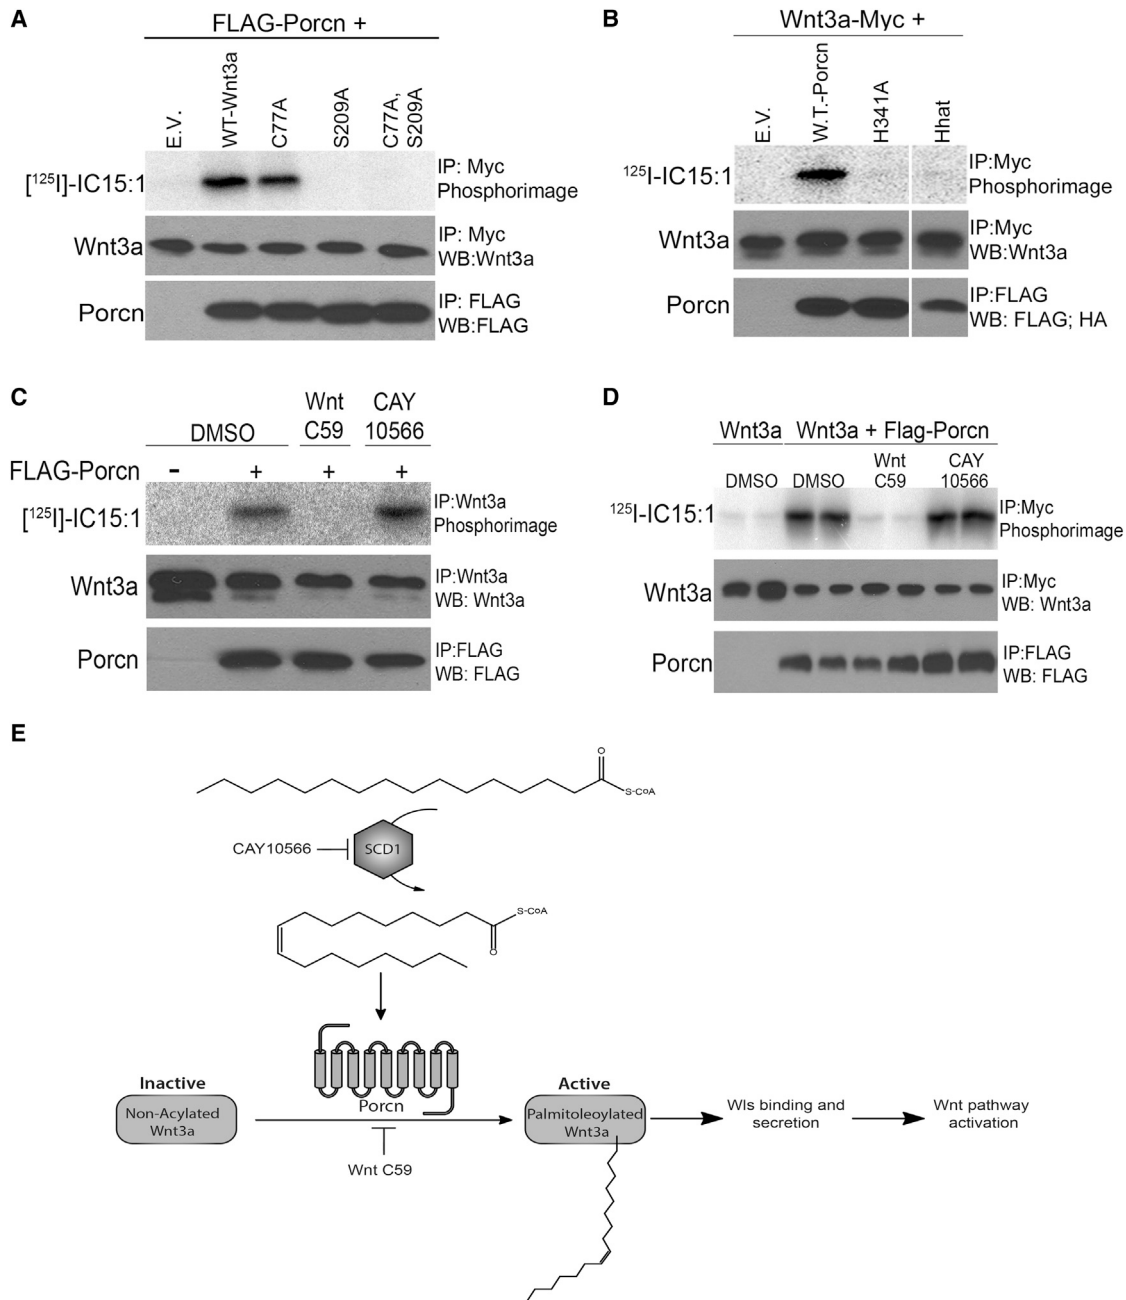 A
FLAG-Porcn +
E.V.
WT-Wnt3a
C77A
S209A
C77A,
S209A
[125I]-IC15:1
IP: Myc
Phosphorimage
Wnt3a
IP: Myc
WB:Wnt3a
Porcn
IP: FLAG
WB:FLAG
B
Wnt3a-Myc +
E.V.
W.T.-Porcn
H341A
Hhat
125I-IC15:1
IP:Myc
Phosphorimage
Wnt3a
IP:Myc
WB:Wnt3a
Porcn
IP:FLAG
WB: FLAG; HA
C
DMSO
Wnt
C59
CAY
10566
FLAG-Porcn - + + +
[125I]-IC15:1
IP:Wnt3a
Phosphorimage
Wnt3a
IP:Wnt3a
WB: Wnt3a
Porcn
IP:FLAG
WB: FLAG
D
Wnt3a
Wnt3a + Flag-Porcn
DMSO
DMSO
Wnt
C59
CAY
10566
125I-IC15:1
IP:Myc
Phosphorimage
Wnt3a
IP:Myc
WB: Wnt3a
Porcn
IP:FLAG
WB: FLAG
E
O
S-CoA
CAY10566
SCD1
S-CoA
O
Porcn
Inactive
Non-Acylated
Wnt3a
Wnt C59
Active
Palmitoleoylated
Wnt3a
Wls binding and
secretion
Wnt pathway
activation